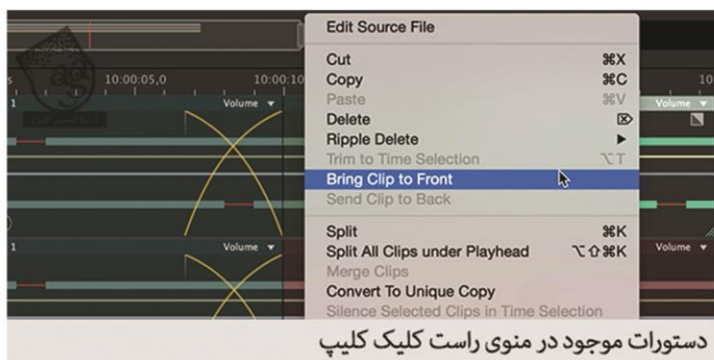 Edit Source File
Cut ⌘X
Copy ⌘C
Paste ⌘V
Delete ⌦
Ripple Delete ▶
Trim to Time Selection ⌥T
Bring Clip to Front
Send Clip to Back
Split ⌘K
Split All Clips under Playhead ⌥⇧⌘K
Merge Clips
Convert To Unique Copy
Silence Selected Clips in Time Selection
s 10:00:05,0 10:00:10 10
1 Volume ▼ Volume ▼
1 Volume ▼ Volume ▼
دستورات موجود در منوی راست کلیک کلیپ